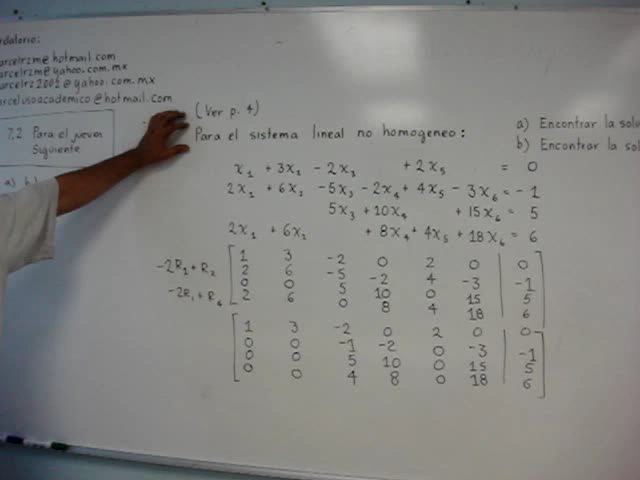 rdatorio:
arcelrzme@hotmail.com
arcelrzm@yahoo.com.mx
arcelrz2002@yahoo.com.mx
arcelusoacademico@hotmail.com
7.2 Para el jueves
Siguiente
a) b)
(Ver p. 4)
Para el sistema lineal no homogeneo:
a) Encontrar la solu
b) Encontrar la sol
x₁ + 3x₂ - 2x₃ + 2x₅ = 0
2x₁ + 6x₂ - 5x₃ - 2x₄ + 4x₅ - 3x₆ = -1
5x₃ + 10x₄ + 15x₆ = 5
2x₁ + 6x₂ + 8x₄ + 4x₅ + 18x₆ = 6
1 3 -2 0 2 0 0
-2R₁ + R₂ 2 6 -5 -2 4 -3 -1
0 0 5 10 0 15 5
-2R₁ + R₄ 2 6 0 8 4 18 6
1 3 -2 0 2 0 0
0 0 -1 -2 0 -3 -1
0 0 5 10 0 15 5
0 0 4 8 0 18 6